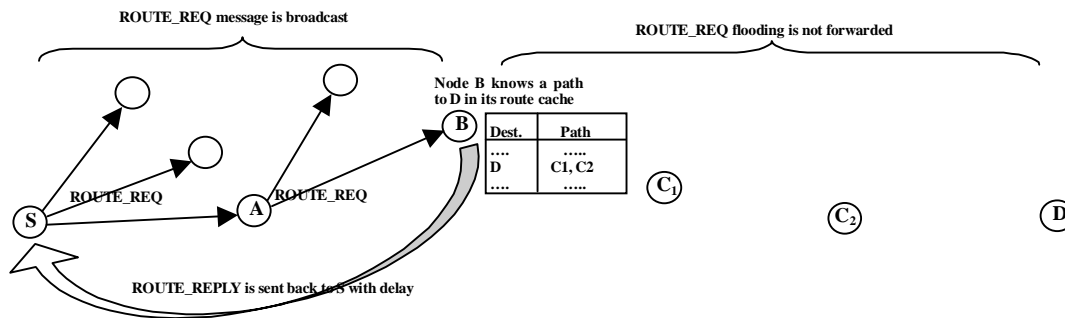 ROUTE_REQ message is broadcast
ROUTE_REQ flooding is not forwarded
Node B knows a path
to D in its route cache
B
Dest. Path
.... .....
D C1, C2
.... .....
C1
ROUTE_REQ
ROUTE_REQ
S
A
C2
D
ROUTE_REPLY is sent back to S with delay